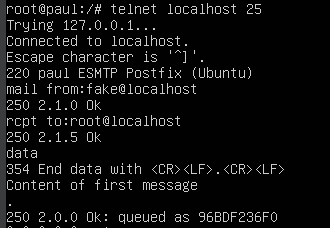 root@paul:/# telnet localhost 25
Trying 127.0.0.1...
Connected to localhost.
Escape character is '^]'.
220 paul ESMTP Postfix (Ubuntu)
mail from:fake@localhost
250 2.1.0 Ok
rcpt to:root@localhost
250 2.1.5 Ok
data
354 End data with <CR><LF>.<CR><LF>
Content of first message
.
250 2.0.0 Ok: queued as 96BDF236F0